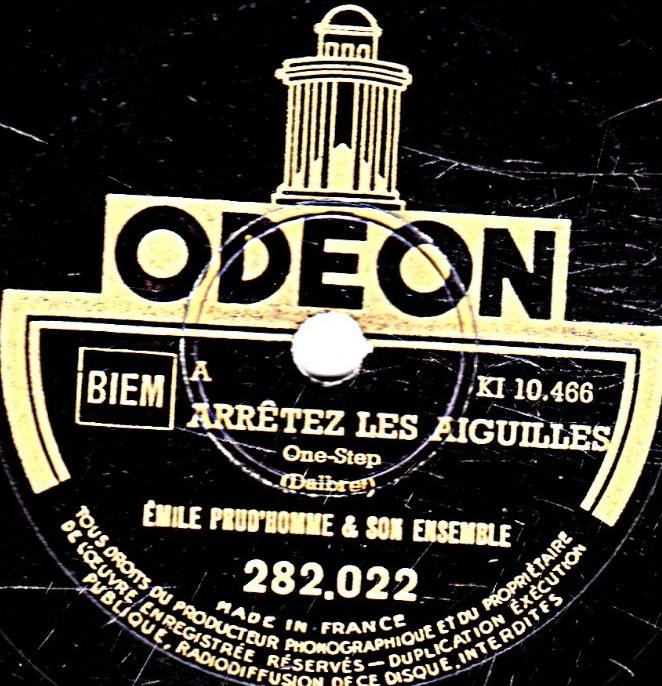 ODEON
BIEM
A
KI 10.466
ARRÊTEZ LES AIGUILLES
One-Step
(Dalbret)
ÉMILE PRUD'HOMME & SON ENSEMBLE
282.022
MADE IN FRANCE
TOUS DROITS DU PRODUCTEUR PHONOGRAPHIQUE ET DU PROPRIÉTAIRE
DE L'ŒUVRE ENREGISTRÉE RÉSERVÉS — DUPLICATION EXÉCUTION
PUBLIQUE, RADIODIFFUSION DE CE DISQUE, INTERDITES